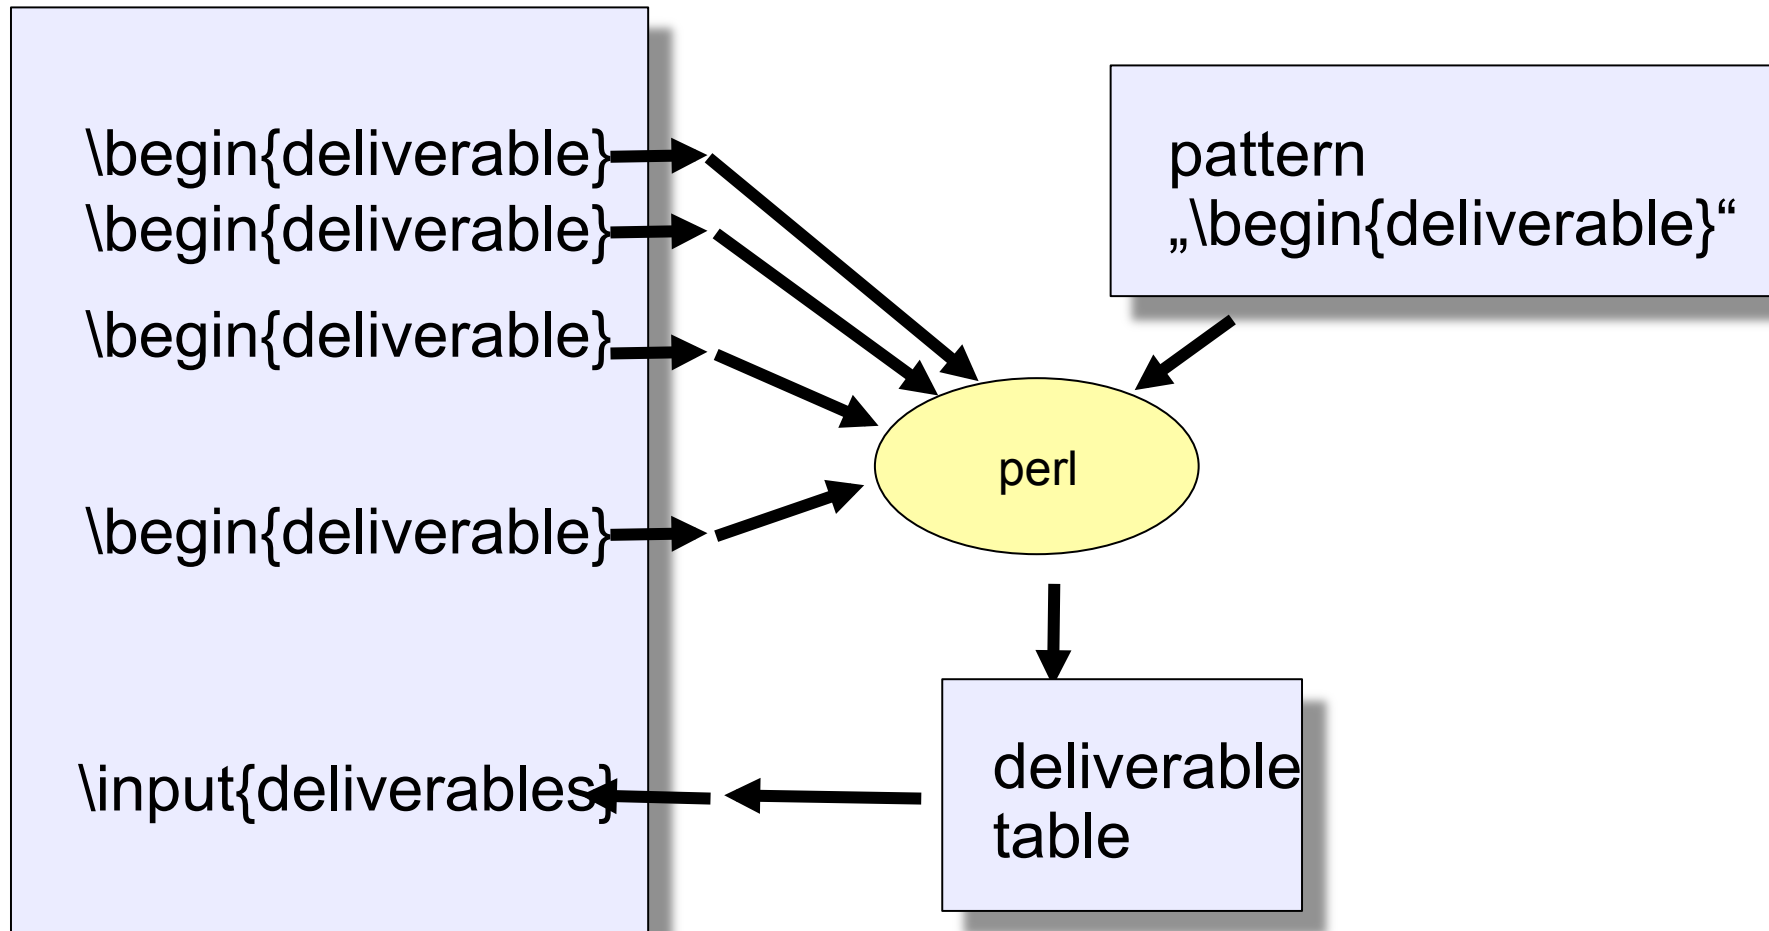 \begin{deliverable}
\begin{deliverable}
\begin{deliverable}
\begin{deliverable}
\input{deliverables}
pattern
„\begin{deliverable}“
perl
deliverable
table